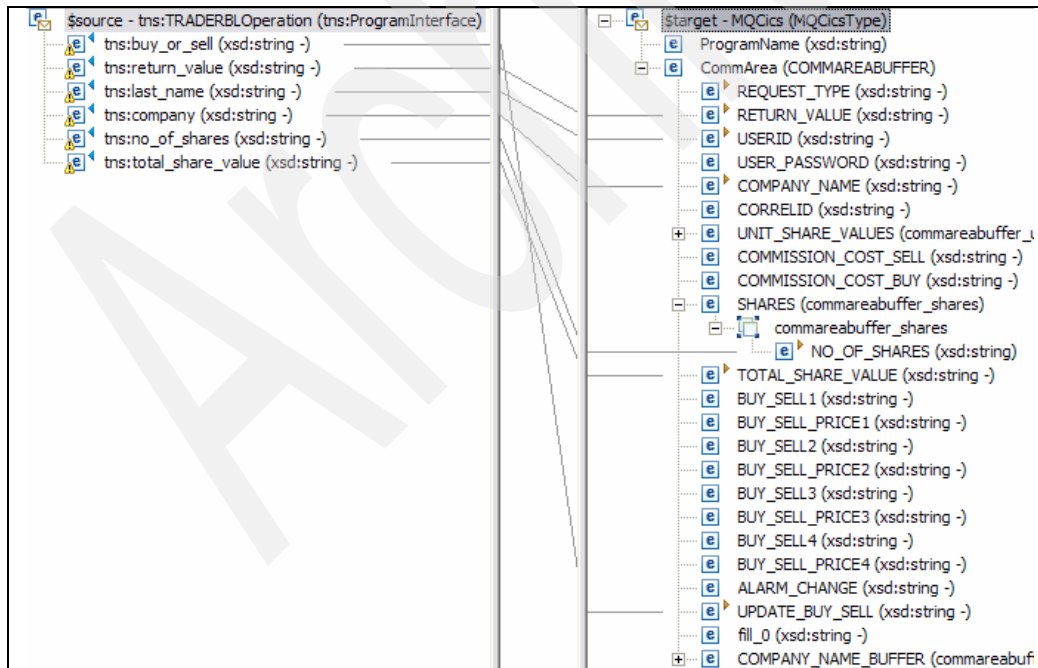 $source - tns:TRADERBLOperation (tns:ProgramInterface)
tns:buy_or_sell (xsd:string -)
tns:return_value (xsd:string -)
tns:last_name (xsd:string -)
tns:company (xsd:string -)
tns:no_of_shares (xsd:string -)
tns:total_share_value (xsd:string -)
$target - MQCics (MQCicsType)
ProgramName (xsd:string)
CommArea (COMMAREABUFFER)
REQUEST_TYPE (xsd:string -)
RETURN_VALUE (xsd:string -)
USERID (xsd:string -)
USER_PASSWORD (xsd:string -)
COMPANY_NAME (xsd:string -)
CORRELID (xsd:string -)
UNIT_SHARE_VALUES (commareabuffer_u
COMMISSION_COST_SELL (xsd:string -)
COMMISSION_COST_BUY (xsd:string -)
SHARES (commareabuffer_shares)
commareabuffer_shares
NO_OF_SHARES (xsd:string)
TOTAL_SHARE_VALUE (xsd:string -)
BUY_SELL1 (xsd:string -)
BUY_SELL_PRICE1 (xsd:string -)
BUY_SELL2 (xsd:string -)
BUY_SELL_PRICE2 (xsd:string -)
BUY_SELL3 (xsd:string -)
BUY_SELL_PRICE3 (xsd:string -)
BUY_SELL4 (xsd:string -)
BUY_SELL_PRICE4 (xsd:string -)
ALARM_CHANGE (xsd:string -)
UPDATE_BUY_SELL (xsd:string -)
fill_0 (xsd:string -)
COMPANY_NAME_BUFFER (commareabuff